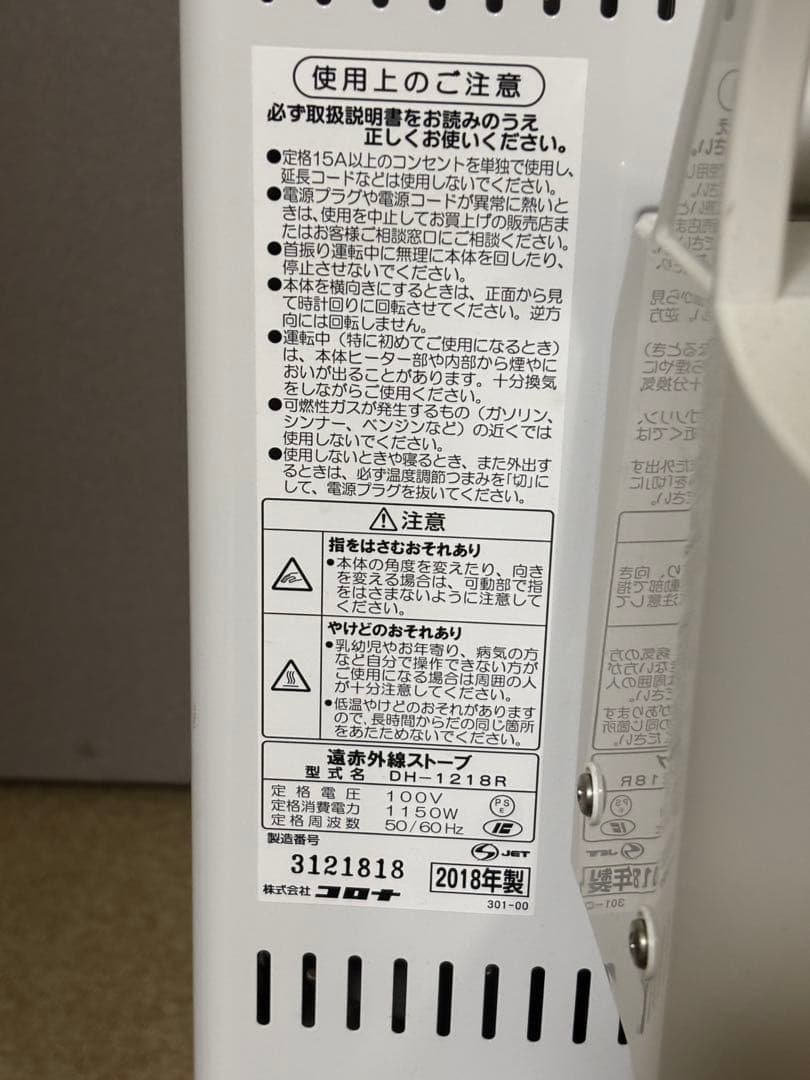 使用上のご注意
必ず取扱説明書をお読みのうえ
正しくお使いください。
●定格15A以上のコンセントを単独で使用し、
延長コードなどは使用しないでください。
●電源プラグや電源コードが異常に熱いと
きは、使用を中止してお買上げの販売店ま
たはお客様ご相談窓口にご相談ください。
●首振り運転中に無理に本体を回したり、
停止させないでください。
●本体を横向きにするときは、正面から見
て時計回りに回転させてください。逆方
向には回転しません。
●運転中（特に初めてご使用になるとき）
は、本体ヒーター部や内部から煙やに
おいが出ることがあります。十分換気
をしながらご使用ください。
●可燃性ガスが発生するもの（ガソリン、
シンナー、ベンジンなど）の近くでは
使用しないでください。
●使用しないときや寝るとき、また外出す
るときは、必ず温度調節つまみを「切」に
して、電源プラグを抜いてください。
⚠注意
指をはさむおそれあり
●本体の角度を変えたり、向き
を変える場合は、可動部で指
をはさまないように注意して
ください。
やけどのおそれあり
●乳幼児やお年寄り、病気の方
など自分で操作できない方が
ご使用になる場合は周囲の人
が十分注意してください。
●低温やけどのおそれがあります
ので、長時間からだの同じ箇所
をあたためないでください。
遠赤外線ストーブ
型式名 DH-1218R
定格電圧 100V
定格消費電力 1150W
定格周波数 50/60Hz
PS
E
製造番号
JET
3121818
2018年製
株式会社 コロナ
301-00